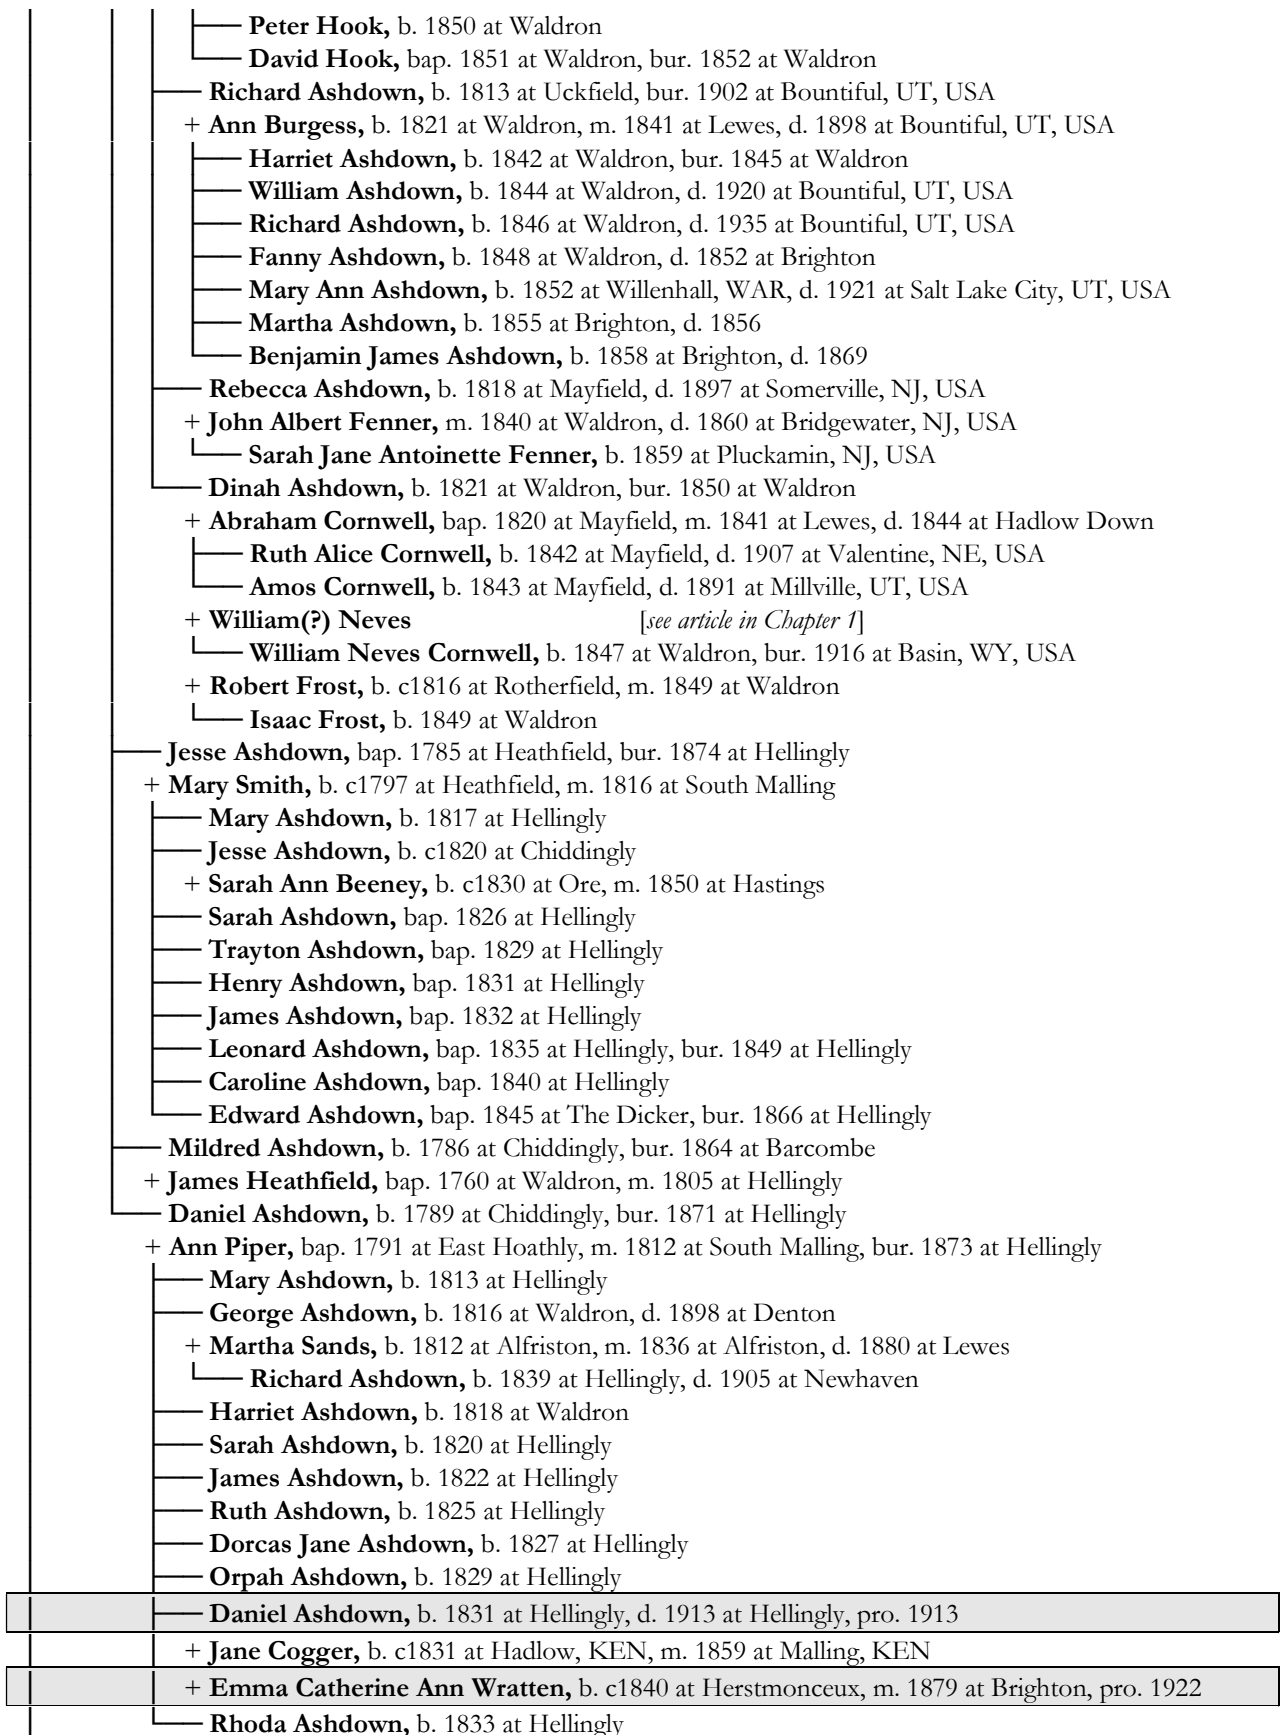 Peter Hook, b. 1850 at Waldron
David Hook, bap. 1851 at Waldron, bur. 1852 at Waldron
Richard Ashdown, b. 1813 at Uckfield, bur. 1902 at Bountiful, UT, USA
+ Ann Burgess, b. 1821 at Waldron, m. 1841 at Lewes, d. 1898 at Bountiful, UT, USA
Harriet Ashdown, b. 1842 at Waldron, bur. 1845 at Waldron
William Ashdown, b. 1844 at Waldron, d. 1920 at Bountiful, UT, USA
Richard Ashdown, b. 1846 at Waldron, d. 1935 at Bountiful, UT, USA
Fanny Ashdown, b. 1848 at Waldron, d. 1852 at Brighton
Mary Ann Ashdown, b. 1852 at Willenhall, WAR, d. 1921 at Salt Lake City, UT, USA
Martha Ashdown, b. 1855 at Brighton, d. 1856
Benjamin James Ashdown, b. 1858 at Brighton, d. 1869
Rebecca Ashdown, b. 1818 at Mayfield, d. 1897 at Somerville, NJ, USA
+ John Albert Fenner, m. 1840 at Waldron, d. 1860 at Bridgewater, NJ, USA
Sarah Jane Antoinette Fenner, b. 1859 at Pluckamin, NJ, USA
Dinah Ashdown, b. 1821 at Waldron, bur. 1850 at Waldron
+ Abraham Cornwell, bap. 1820 at Mayfield, m. 1841 at Lewes, d. 1844 at Hadlow Down
Ruth Alice Cornwell, b. 1842 at Mayfield, d. 1907 at Valentine, NE, USA
Amos Cornwell, b. 1843 at Mayfield, d. 1891 at Millville, UT, USA
+ William(?) Neves [see article in Chapter 1]
William Neves Cornwell, b. 1847 at Waldron, bur. 1916 at Basin, WY, USA
+ Robert Frost, b. c1816 at Rotherfield, m. 1849 at Waldron
Isaac Frost, b. 1849 at Waldron
Jesse Ashdown, bap. 1785 at Heathfield, bur. 1874 at Hellingly
+ Mary Smith, b. c1797 at Heathfield, m. 1816 at South Malling
Mary Ashdown, b. 1817 at Hellingly
Jesse Ashdown, b. c1820 at Chiddingly
+ Sarah Ann Beeney, b. c1830 at Ore, m. 1850 at Hastings
Sarah Ashdown, bap. 1826 at Hellingly
Trayton Ashdown, bap. 1829 at Hellingly
Henry Ashdown, bap. 1831 at Hellingly
James Ashdown, bap. 1832 at Hellingly
Leonard Ashdown, bap. 1835 at Hellingly, bur. 1849 at Hellingly
Caroline Ashdown, bap. 1840 at Hellingly
Edward Ashdown, bap. 1845 at The Dicker, bur. 1866 at Hellingly
Mildred Ashdown, b. 1786 at Chiddingly, bur. 1864 at Barcombe
+ James Heathfield, bap. 1760 at Waldron, m. 1805 at Hellingly
Daniel Ashdown, b. 1789 at Chiddingly, bur. 1871 at Hellingly
+ Ann Piper, bap. 1791 at East Hoathly, m. 1812 at South Malling, bur. 1873 at Hellingly
Mary Ashdown, b. 1813 at Hellingly
George Ashdown, b. 1816 at Waldron, d. 1898 at Denton
+ Martha Sands, b. 1812 at Alfriston, m. 1836 at Alfriston, d. 1880 at Lewes
Richard Ashdown, b. 1839 at Hellingly, d. 1905 at Newhaven
Harriet Ashdown, b. 1818 at Waldron
Sarah Ashdown, b. 1820 at Hellingly
James Ashdown, b. 1822 at Hellingly
Ruth Ashdown, b. 1825 at Hellingly
Dorcas Jane Ashdown, b. 1827 at Hellingly
Orpah Ashdown, b. 1829 at Hellingly
Daniel Ashdown, b. 1831 at Hellingly, d. 1913 at Hellingly, pro. 1913
+ Jane Cogger, b. c1831 at Hadlow, KEN, m. 1859 at Malling, KEN
+ Emma Catherine Ann Wratten, b. c1840 at Herstmonceux, m. 1879 at Brighton, pro. 1922
Rhoda Ashdown, b. 1833 at Hellingly